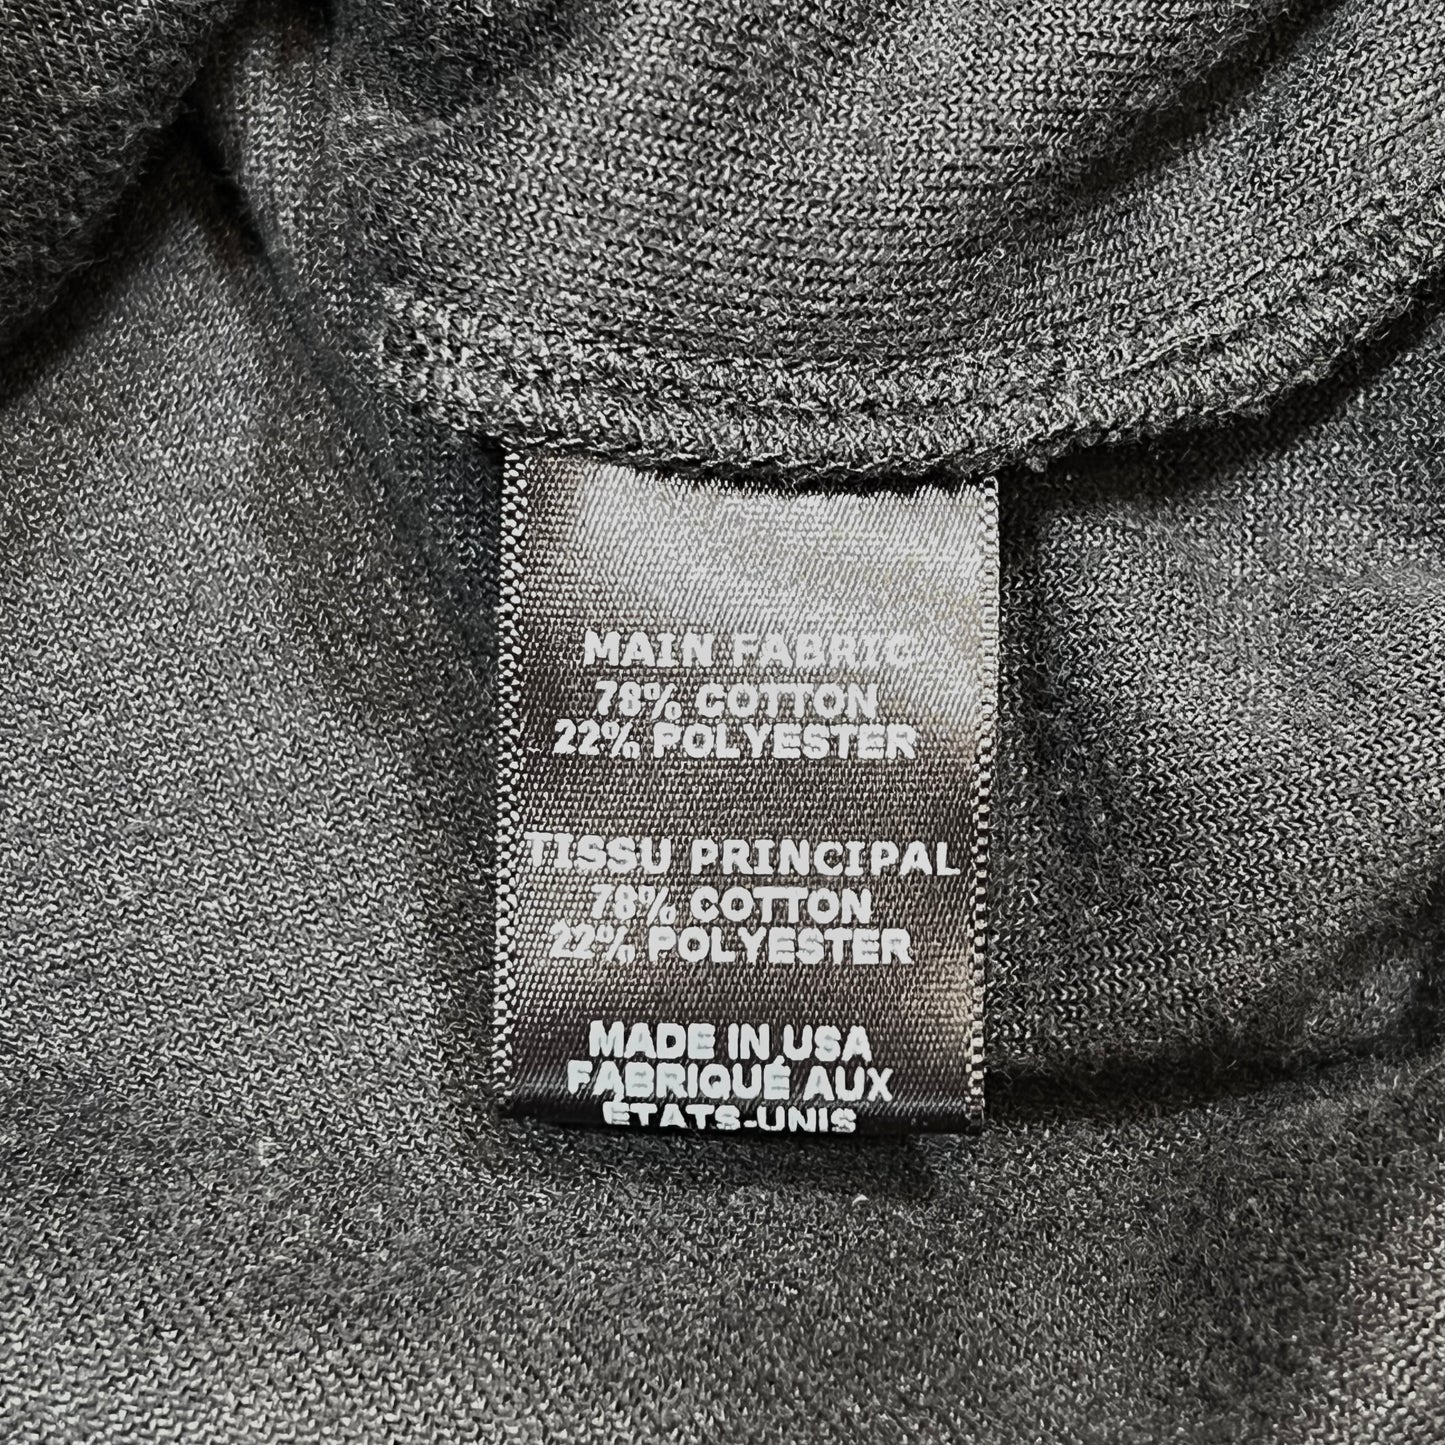 MAIN FABRIC
78% COTTON
22% POLYESTER
TISSU PRINCIPAL
78% COTTON
22% POLYESTER
MADE IN USA
FABRIQUÉ AUX
ÉTATS-UNIS